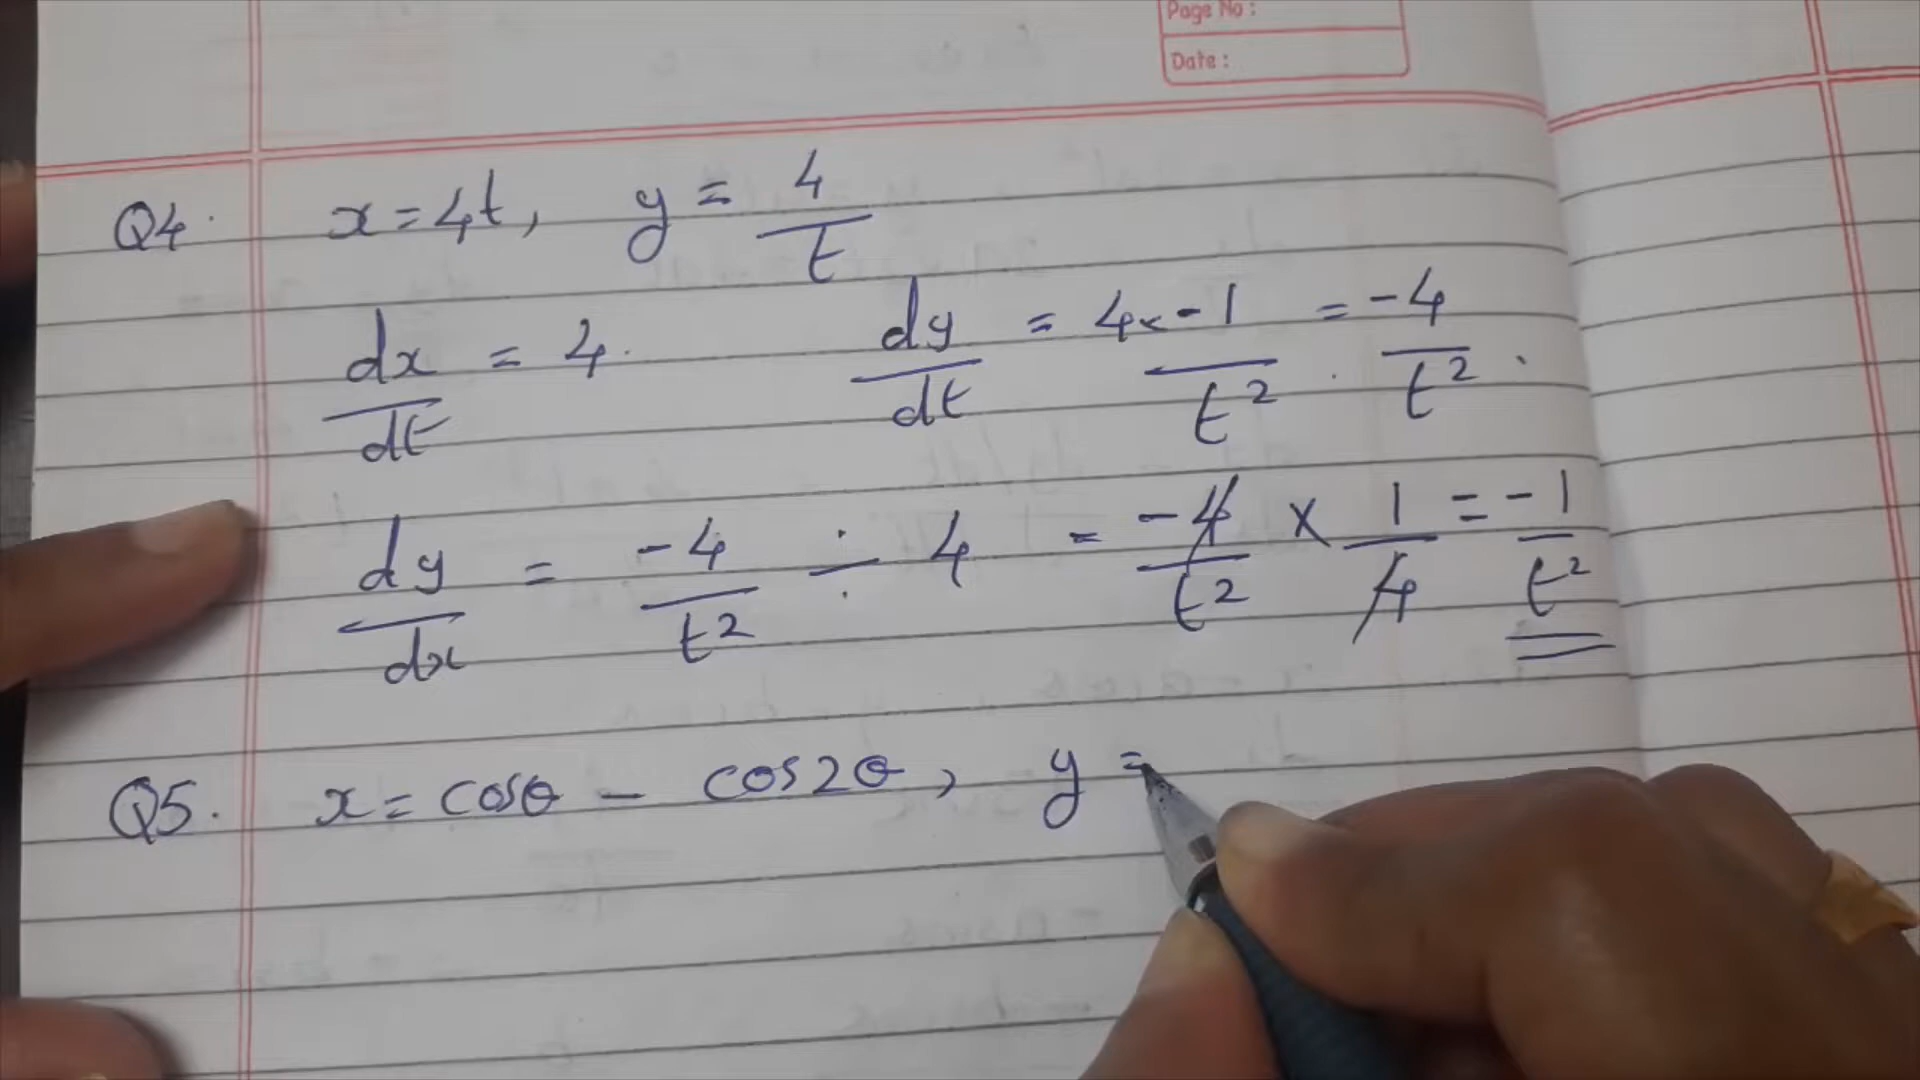 Page No :
Date :
Q4. x = 4t, y = 4/t
dx/dt = 4. dy/dt = 4x-1/t² . = -4/t² .
dy/dx = -4/t² ÷ 4 = -4/t² × 1/4 = -1/t²
Q5. x = cosθ - cos2θ, y =